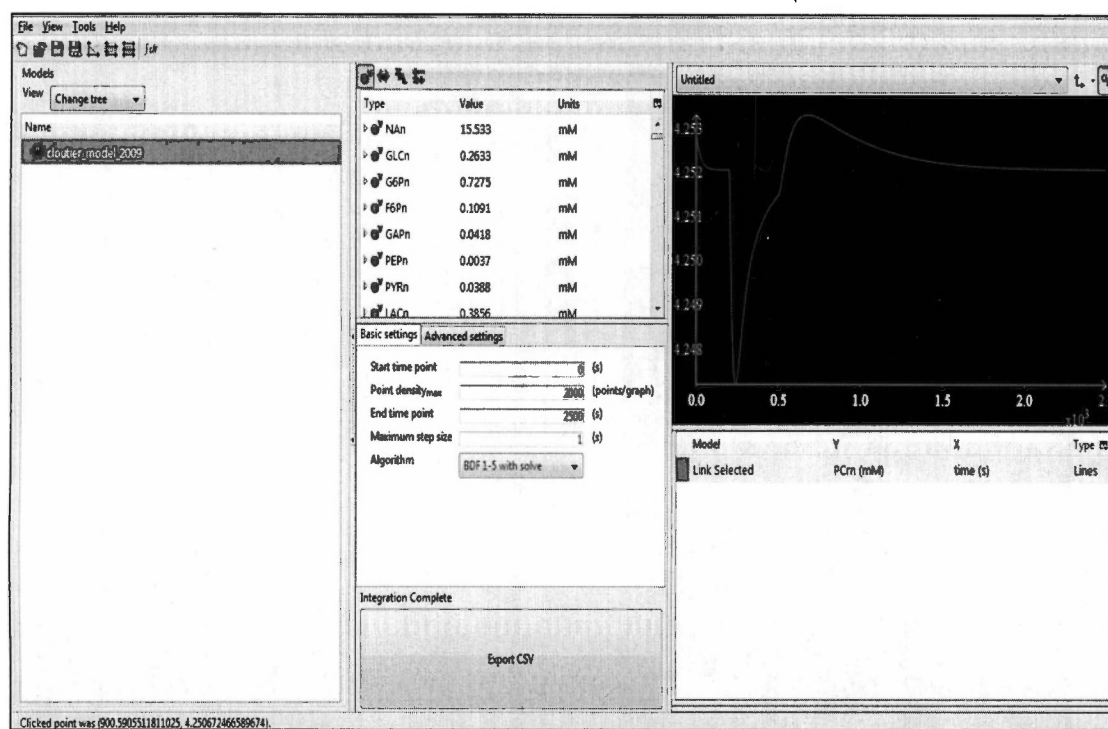 File View Tools Help
Models
View Change tree
Name
cloutier_model_2009
Type Value Units
NAn 15.533 mM
GLCn 0.2633 mM
G6Pn 0.7275 mM
F6Pn 0.1091 mM
GAPn 0.0418 mM
PEPn 0.0037 mM
PYRn 0.0388 mM
LACn 0.3856 mM
Basic settings Advanced settings
Start time point 0 (s)
Point densitymax 2000 (points/graph)
End time point 2500 (s)
Maximum step size 1 (s)
Algorithm BDF 1-5 with solve
Integration Complete
Export CSV
Untitled
4.253
4.252
4.251
4.250
4.249
4.248
0.0 0.5 1.0 1.5 2.0
x10³
Model Y X Type
Link Selected PCrn (mM) time (s) Lines
Clicked point was (900.5905511811025, 4.250672466589674).